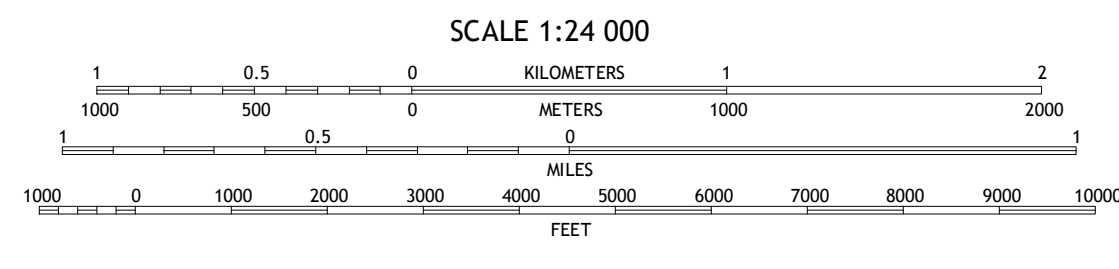 SCALE 1:24 000
1 0.5 0 KILOMETERS 1 2
1000 500 0 METERS 1000 2000
1 0.5 0 1
MILES
1000 0 1000 2000 3000 4000 5000 6000 7000 8000 9000 10000
FEET